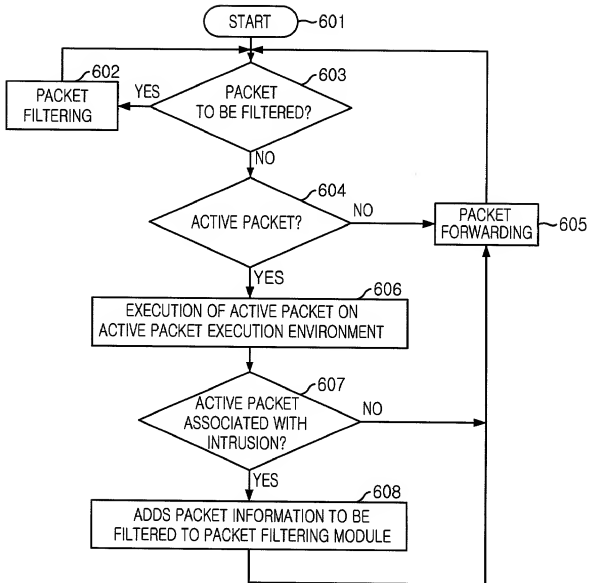 START
601
602
603
PACKET
FILTERING
YES
PACKET
TO BE FILTERED?
NO
604
ACTIVE PACKET?
NO
PACKET
FORWARDING
605
YES
606
EXECUTION OF ACTIVE PACKET ON
ACTIVE PACKET EXECUTION ENVIRONMENT
607
ACTIVE PACKET
ASSOCIATED WITH
INTRUSION?
NO
YES
608
ADDS PACKET INFORMATION TO BE
FILTERED TO PACKET FILTERING MODULE